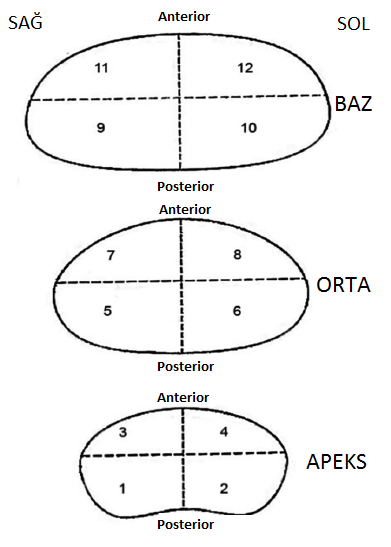 Anterior
SAĞ
SOL
11 12
BAZ
9 10
Posterior
Anterior
7 8
ORTA
5 6
Posterior
Anterior
3 4
APEKS
1 2
Posterior